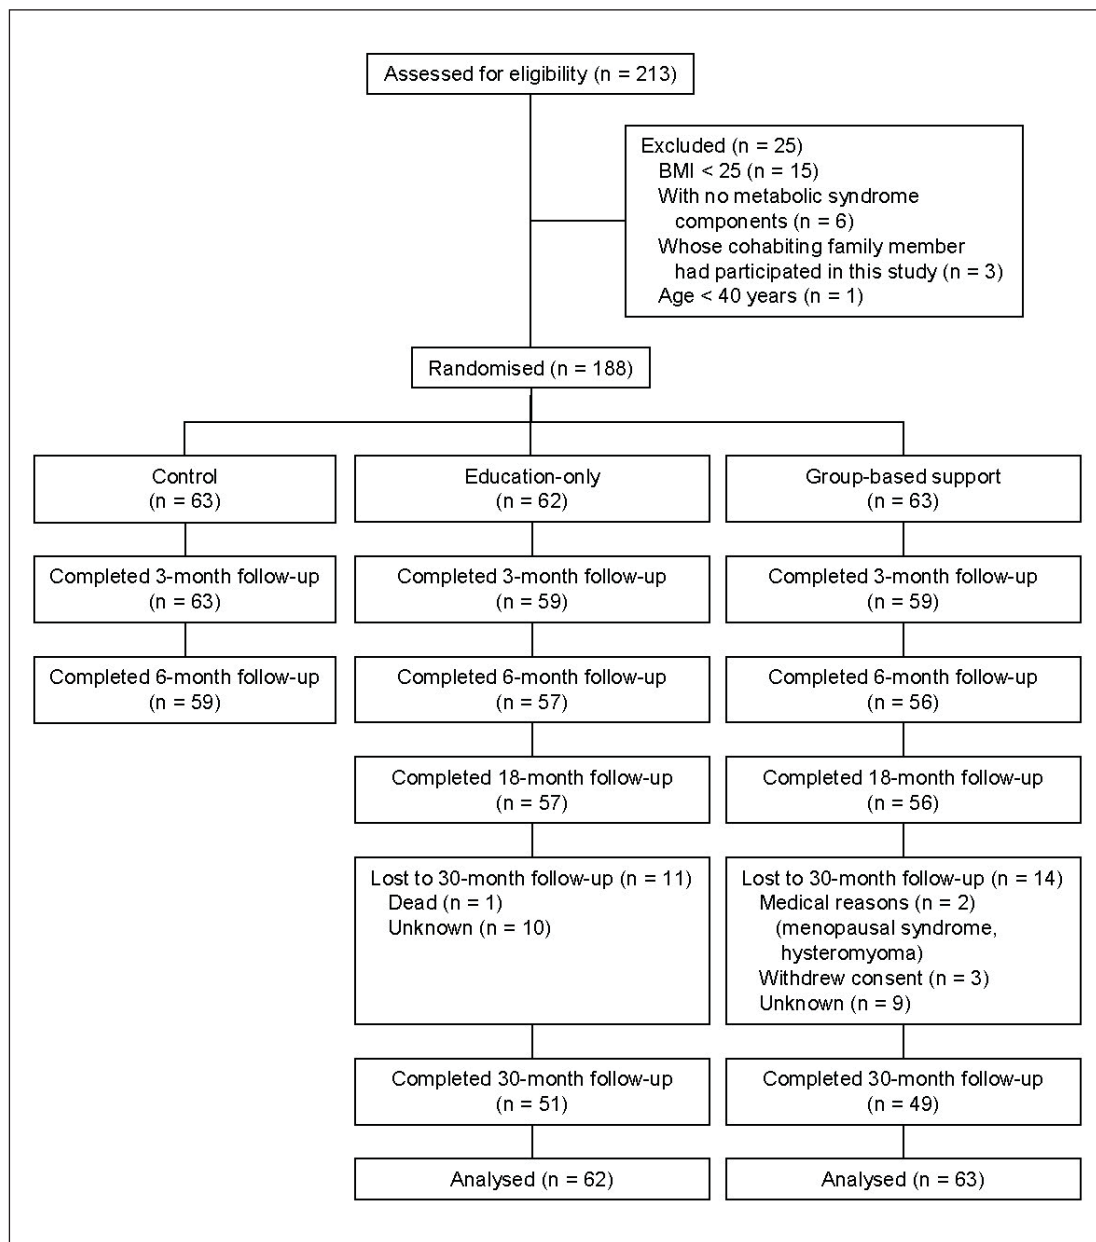 Assessed for eligibility (n = 213)
Excluded (n = 25)
BMI < 25 (n = 15)
With no metabolic syndrome
components (n = 6)
Whose cohabiting family member
had participated in this study (n = 3)
Age < 40 years (n = 1)
Randomised (n = 188)
Control
(n = 63)
Education-only
(n = 62)
Group-based support
(n = 63)
Completed 3-month follow-up
(n = 63)
Completed 3-month follow-up
(n = 59)
Completed 3-month follow-up
(n = 59)
Completed 6-month follow-up
(n = 59)
Completed 6-month follow-up
(n = 57)
Completed 6-month follow-up
(n = 56)
Completed 18-month follow-up
(n = 57)
Completed 18-month follow-up
(n = 56)
Lost to 30-month follow-up (n = 11)
Dead (n = 1)
Unknown (n = 10)
Lost to 30-month follow-up (n = 14)
Medical reasons (n = 2)
(menopausal syndrome,
hysteromyoma)
Withdrew consent (n = 3)
Unknown (n = 9)
Completed 30-month follow-up
(n = 51)
Completed 30-month follow-up
(n = 49)
Analysed (n = 62)
Analysed (n = 63)